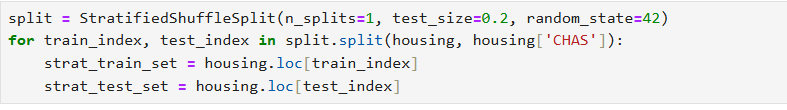 split = StratifiedShuffleSplit(n_splits=1, test_size=0.2, random_state=42)
for train_index, test_index in split.split(housing, housing['CHAS']):
    strat_train_set = housing.loc[train_index]
    strat_test_set = housing.loc[test_index]